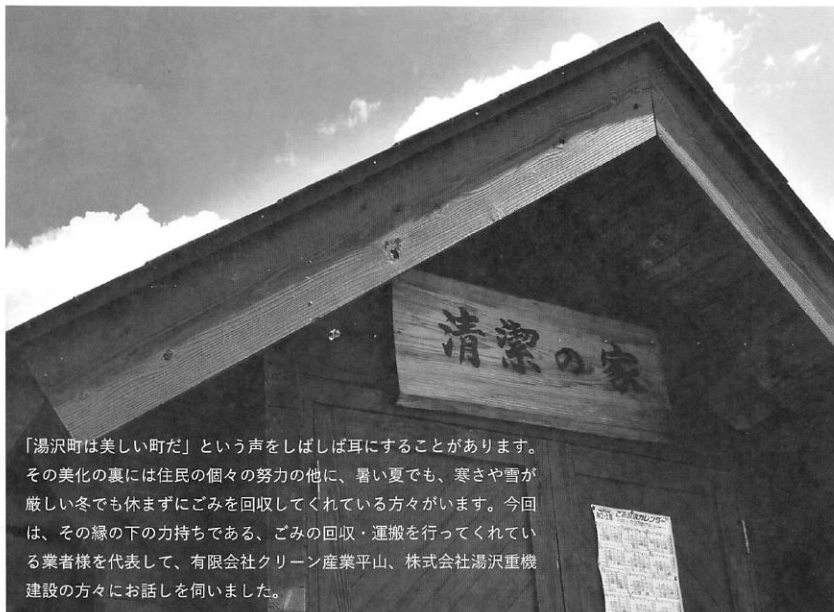 清潔の家
「湯沢町は美しい町だ」という声をしばしば耳にすることがあります。
その美化の裏には住民の個々の努力の他に、暑い夏でも、寒さや雪が
厳しい冬でも休まずにごみを回収してくれている方々がいます。今回
は、その縁の下の力持ちである、ごみの回収・運搬を行ってくれてい
る業者様を代表して、有限会社クリーン産業平山、株式会社湯沢重機
建設の方々にお話しを伺いました。